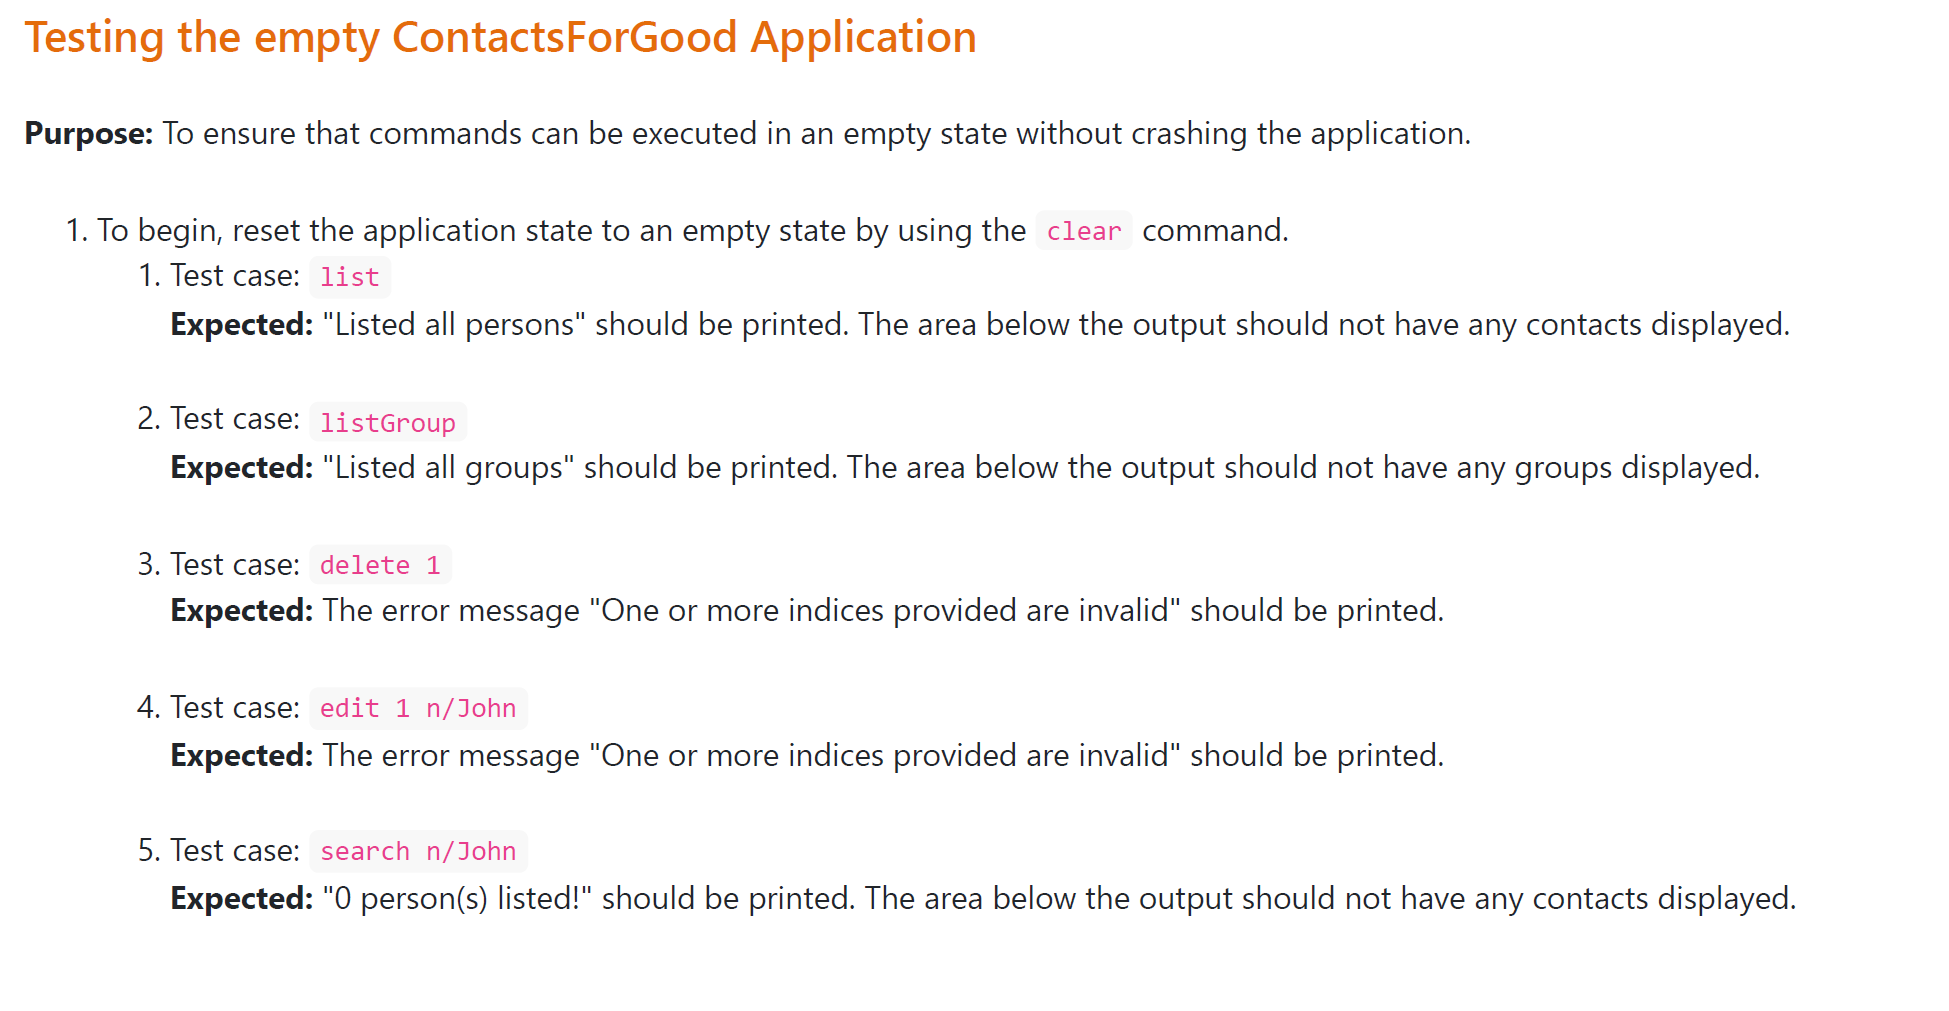 Testing the empty ContactsForGood Application
Purpose: To ensure that commands can be executed in an empty state without crashing the application.
1. To begin, reset the application state to an empty state by using the clear command.
1. Test case: list
Expected: "Listed all persons" should be printed. The area below the output should not have any contacts displayed.
2. Test case: listGroup
Expected: "Listed all groups" should be printed. The area below the output should not have any groups displayed.
3. Test case: delete 1
Expected: The error message "One or more indices provided are invalid" should be printed.
4. Test case: edit 1 n/John
Expected: The error message "One or more indices provided are invalid" should be printed.
5. Test case: search n/John
Expected: "0 person(s) listed!" should be printed. The area below the output should not have any contacts displayed.